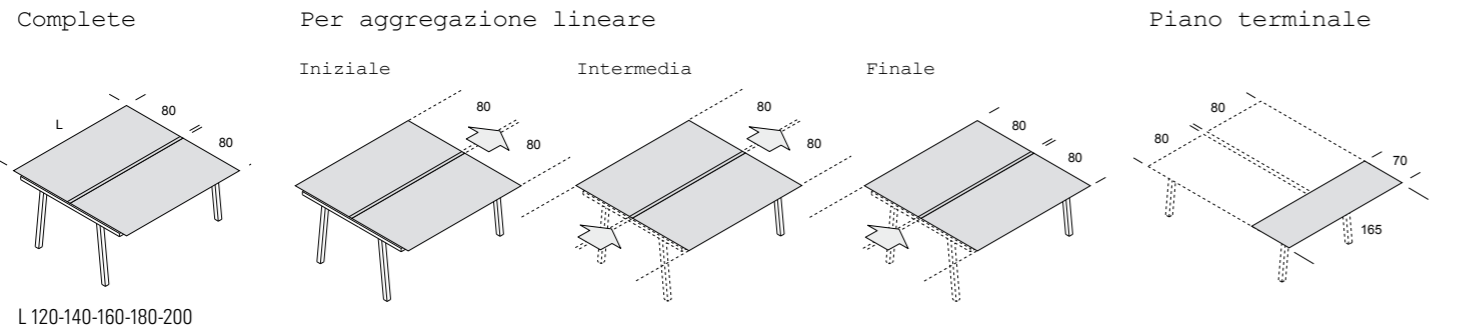 Complete
Per aggregazione lineare
Piano terminale
Iniziale
Intermedia
Finale
L
80
80
80
80
80
80
80
80
80
80
70
165
L 120-140-160-180-200